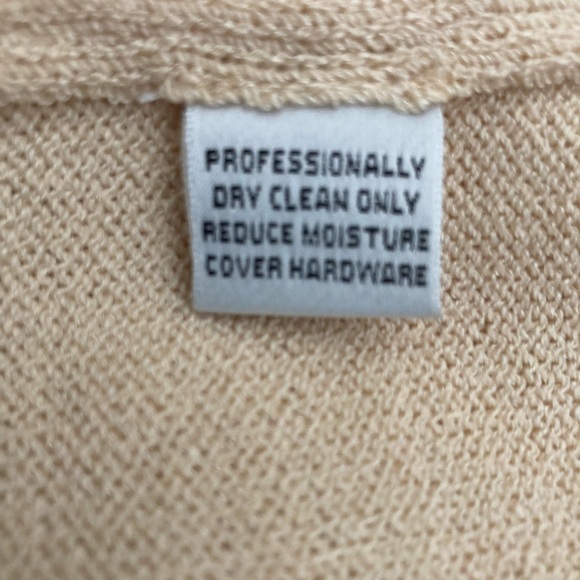 PROFESSIONALLY
DRY CLEAN ONLY
REDUCE MOISTURE
COVER HARDWARE